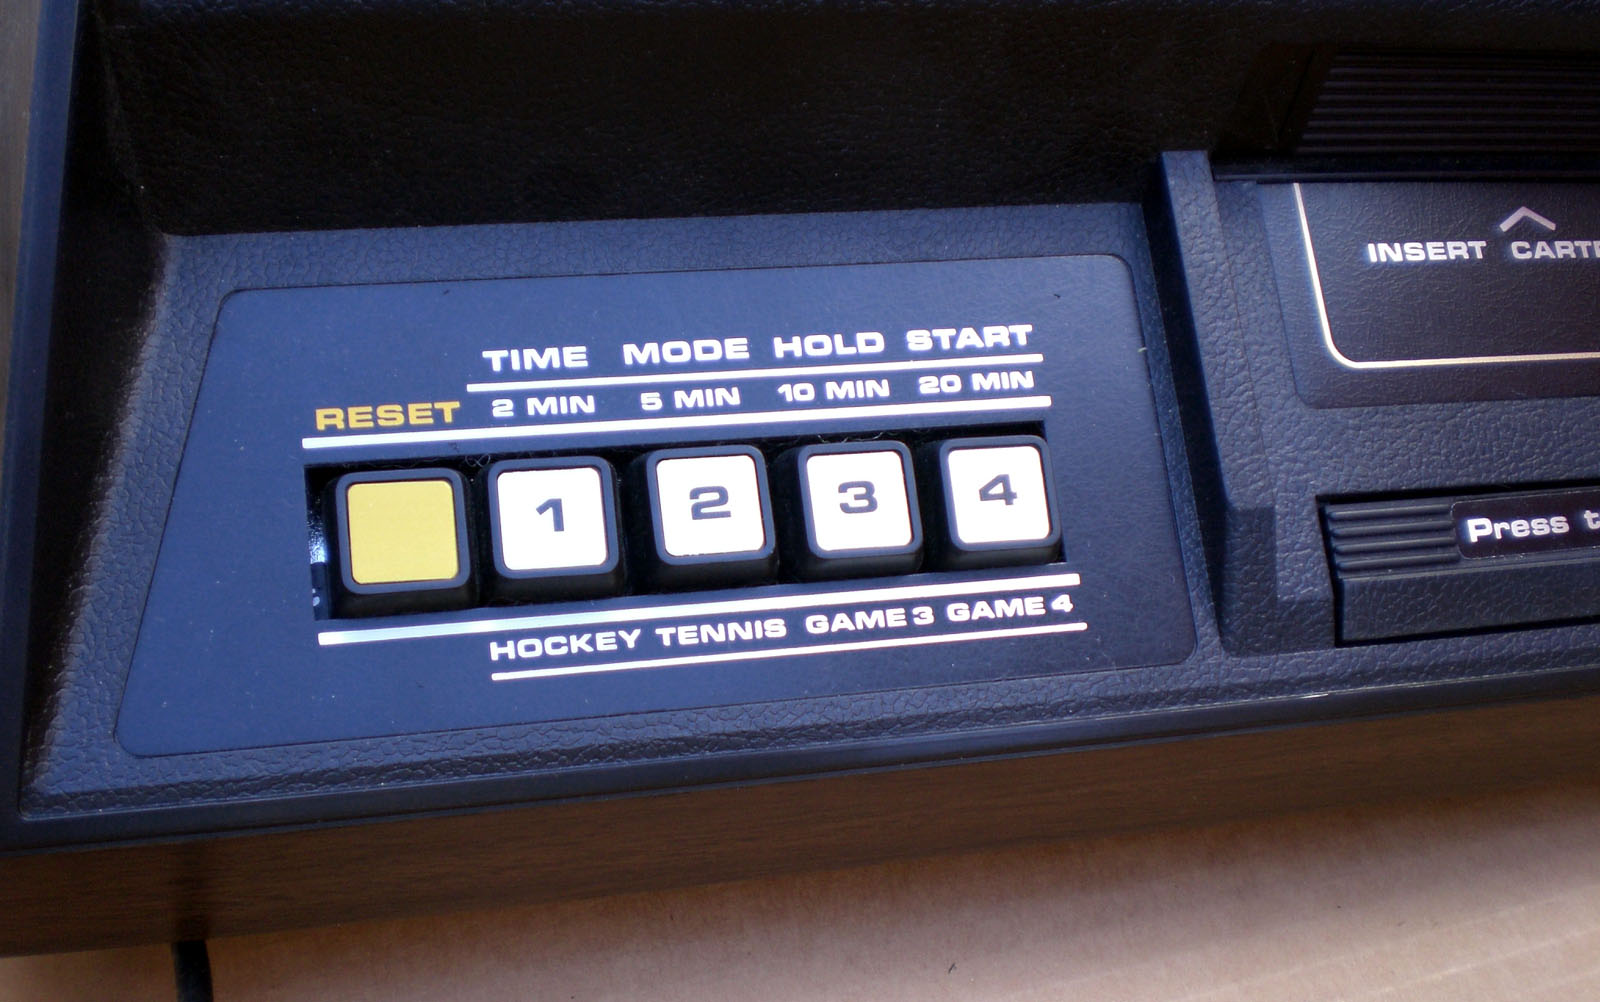 TIME MODE HOLD START
RESET 2 MIN 5 MIN 10 MIN 20 MIN
1 2 3 4
HOCKEY TENNIS GAME 3 GAME 4
INSERT CARTR
Press t